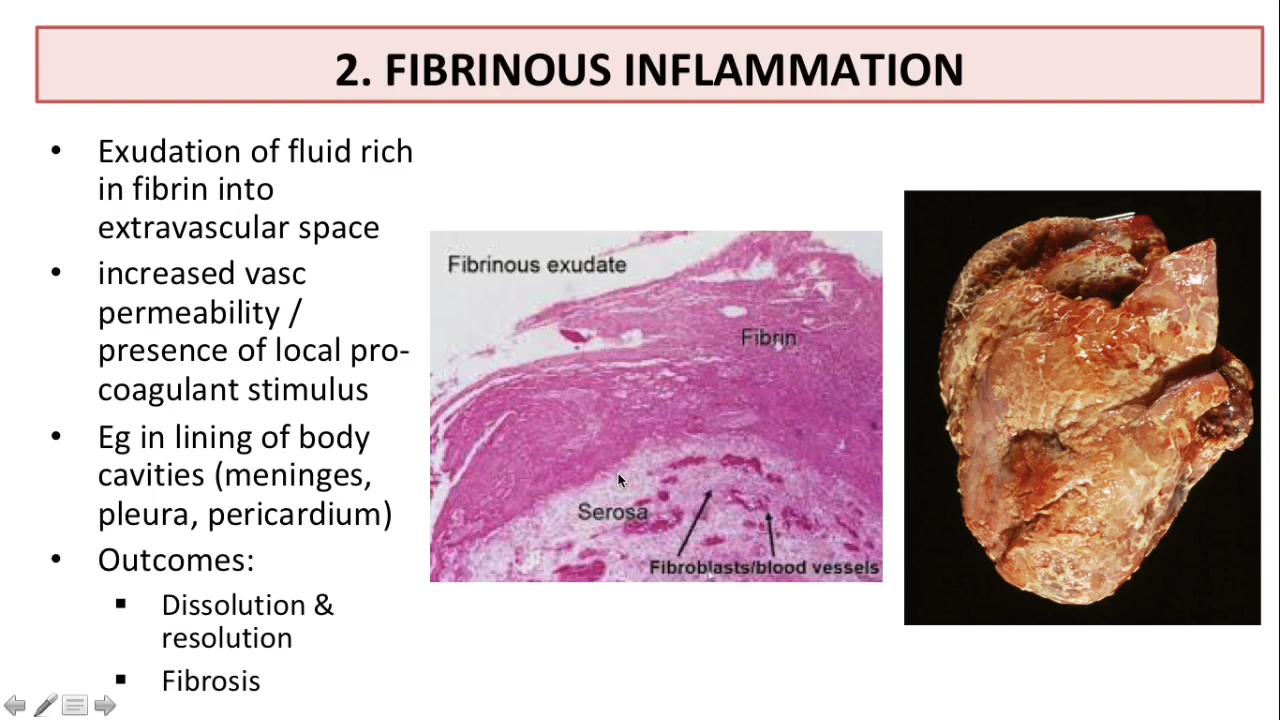 2. FIBRINOUS INFLAMMATION
• Exudation of fluid rich
in fibrin into
extravascular space
• increased vasc
permeability /
presence of local pro-
coagulant stimulus
• Eg in lining of body
cavities (meninges,
pleura, pericardium)
• Outcomes:
▪ Dissolution &
resolution
▪ Fibrosis
Fibrinous exudate
Fibrin
Serosa
Fibroblasts/blood vessels